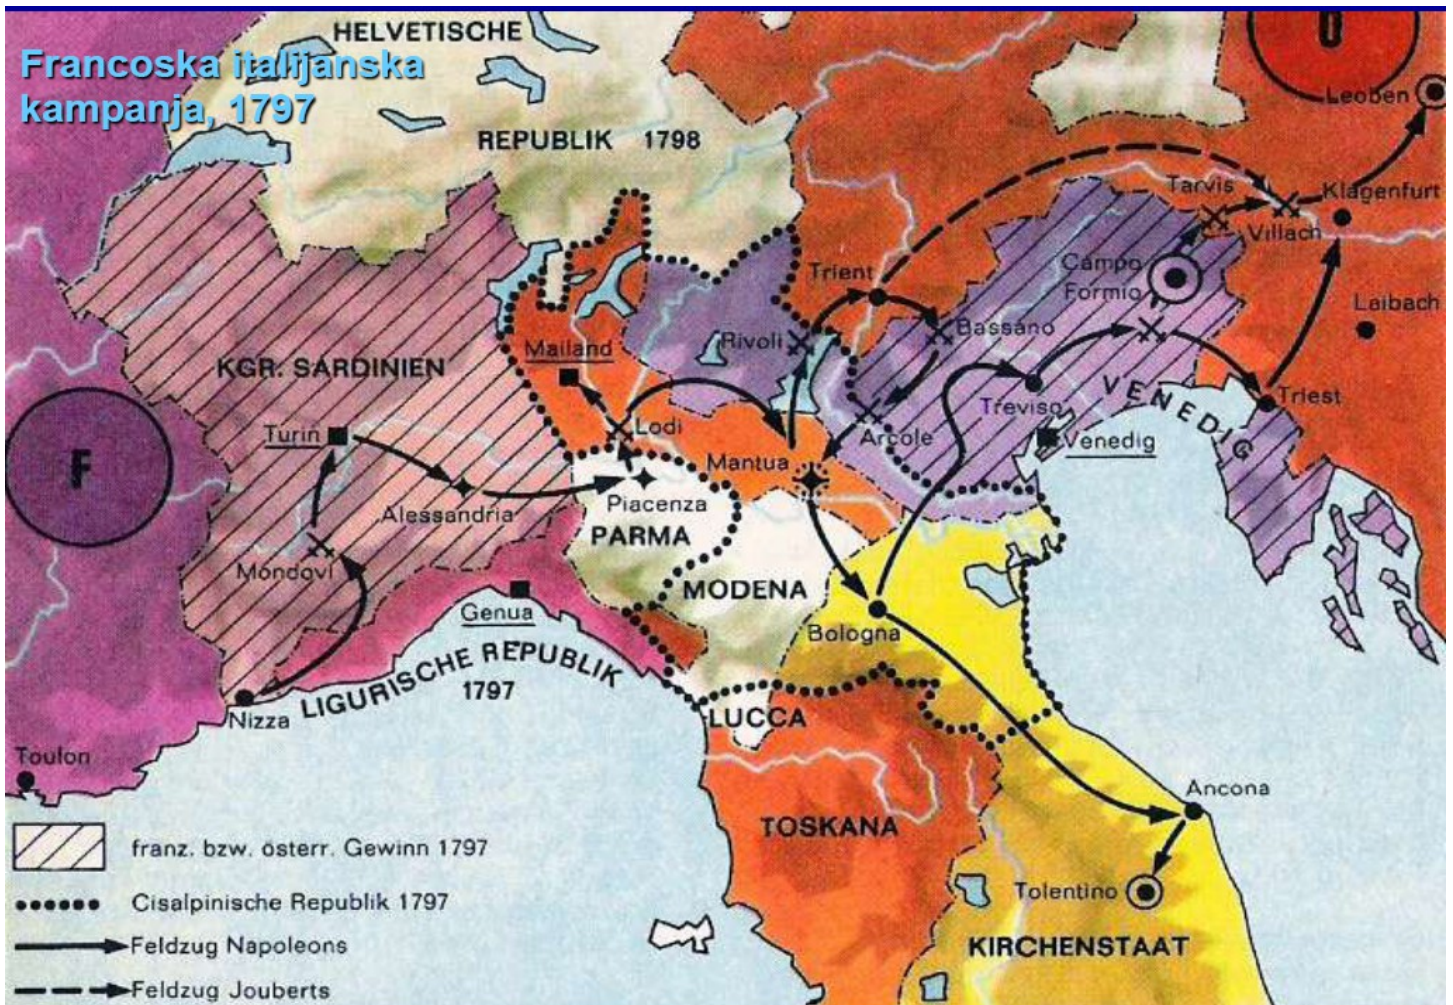 Francoska italijanska
kampanja, 1797
HELVETISCHE
REPUBLIK 1798
Leoben
Tarvis
Klagenfurt
Villach
Campo
Formio
Trient
Laibach
Bassano
Rivoli
Mailand
KGR. SARDINIEN
F
Triest
Treviso
VENEDIG
Turin
Lodi
Arcole
Venedig
Mantua
Alessandria
Piacenza
PARMA
Mondovi
MODENA
Genua
Bologna
LIGURISCHE REPUBLIK
1797
Nizza
LUCCA
Toulon
Ancona
TOSKANA
Tolentino
KIRCHENSTAAT
franz. bzw. österr. Gewinn 1797
Cisalpinische Republik 1797
Feldzug Napoleons
Feldzug Jouberts